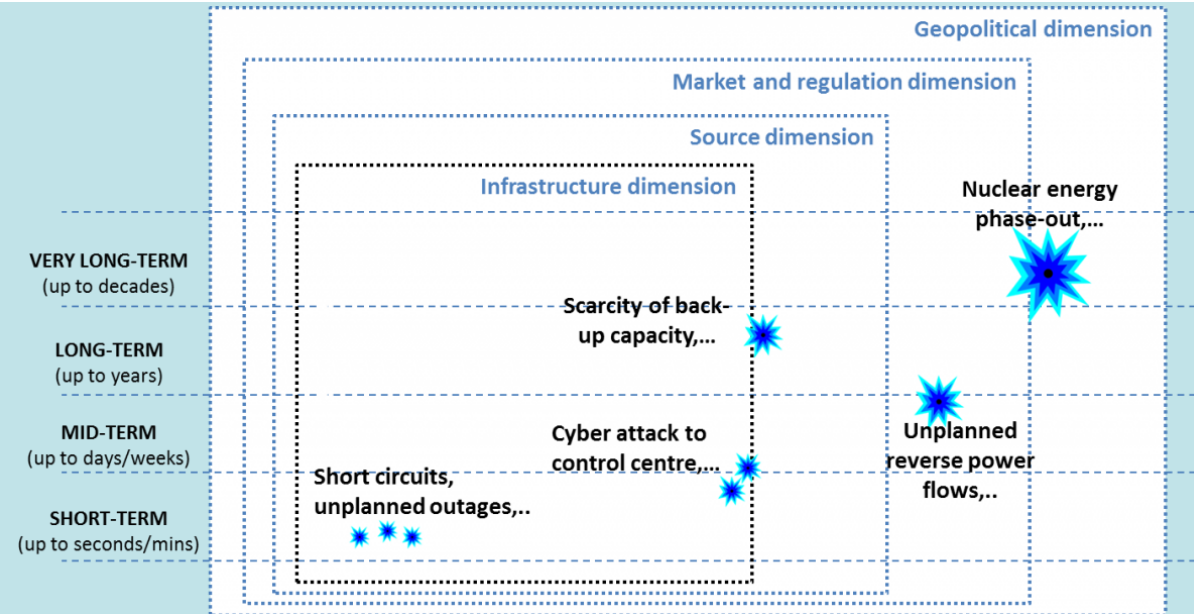 Geopolitical dimension
Market and regulation dimension
Source dimension
Infrastructure dimension
Nuclear energy
phase-out,...
VERY LONG-TERM
(up to decades)
Scarcity of back-
up capacity,...
LONG-TERM
(up to years)
MID-TERM
(up to days/weeks)
Cyber attack to
control centre,...
Unplanned
reverse power
flows,..
Short circuits,
unplanned outages,..
SHORT-TERM
(up to seconds/mins)